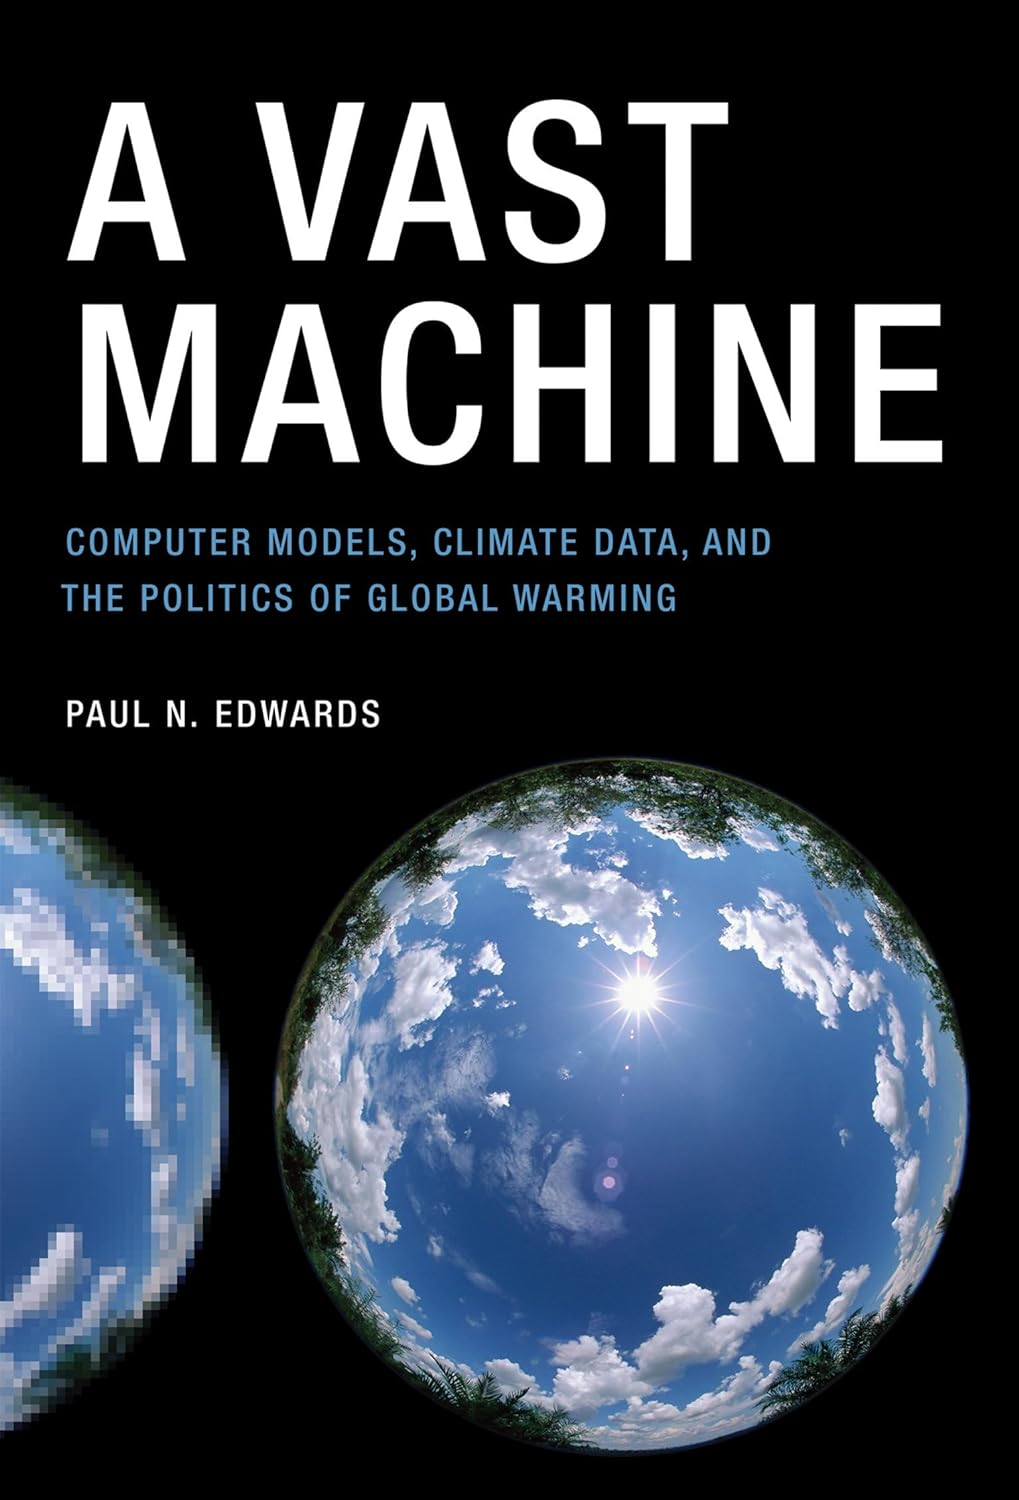 A VAST
MACHINE
COMPUTER MODELS, CLIMATE DATA, AND
THE POLITICS OF GLOBAL WARMING
PAUL N. EDWARDS